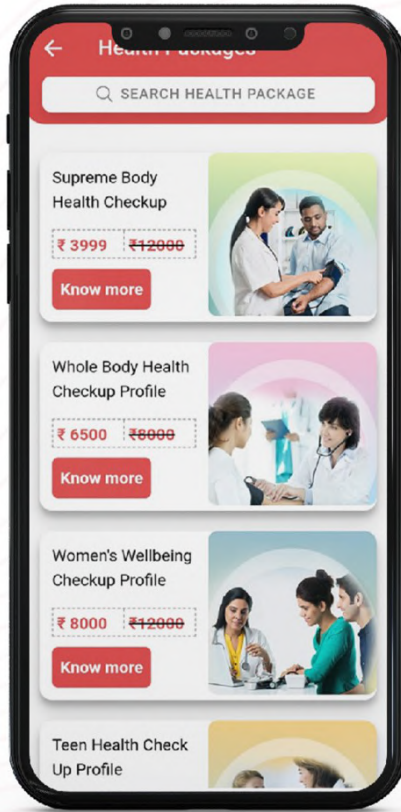 Health Packages
SEARCH HEALTH PACKAGE
Supreme Body
Health Checkup
₹ 3999 ₹12000
Know more
Whole Body Health
Checkup Profile
₹ 6500 ₹8000
Know more
Women's Wellbeing
Checkup Profile
₹ 8000 ₹12000
Know more
Teen Health Check
Up Profile